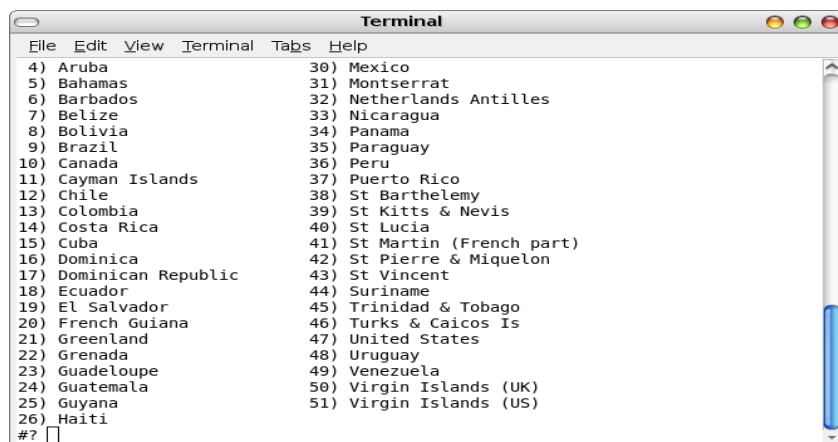 Terminal
File Edit View Terminal Tabs Help
4) Aruba 30) Mexico
5) Bahamas 31) Montserrat
6) Barbados 32) Netherlands Antilles
7) Belize 33) Nicaragua
8) Bolivia 34) Panama
9) Brazil 35) Paraguay
10) Canada 36) Peru
11) Cayman Islands 37) Puerto Rico
12) Chile 38) St Barthelemy
13) Colombia 39) St Kitts & Nevis
14) Costa Rica 40) St Lucia
15) Cuba 41) St Martin (French part)
16) Dominica 42) St Pierre & Miquelon
17) Dominican Republic 43) St Vincent
18) Ecuador 44) Suriname
19) El Salvador 45) Trinidad & Tobago
20) French Guiana 46) Turks & Caicos Is
21) Greenland 47) United States
22) Grenada 48) Uruguay
23) Guadeloupe 49) Venezuela
24) Guatemala 50) Virgin Islands (UK)
25) Guyana 51) Virgin Islands (US)
26) Haiti
#?